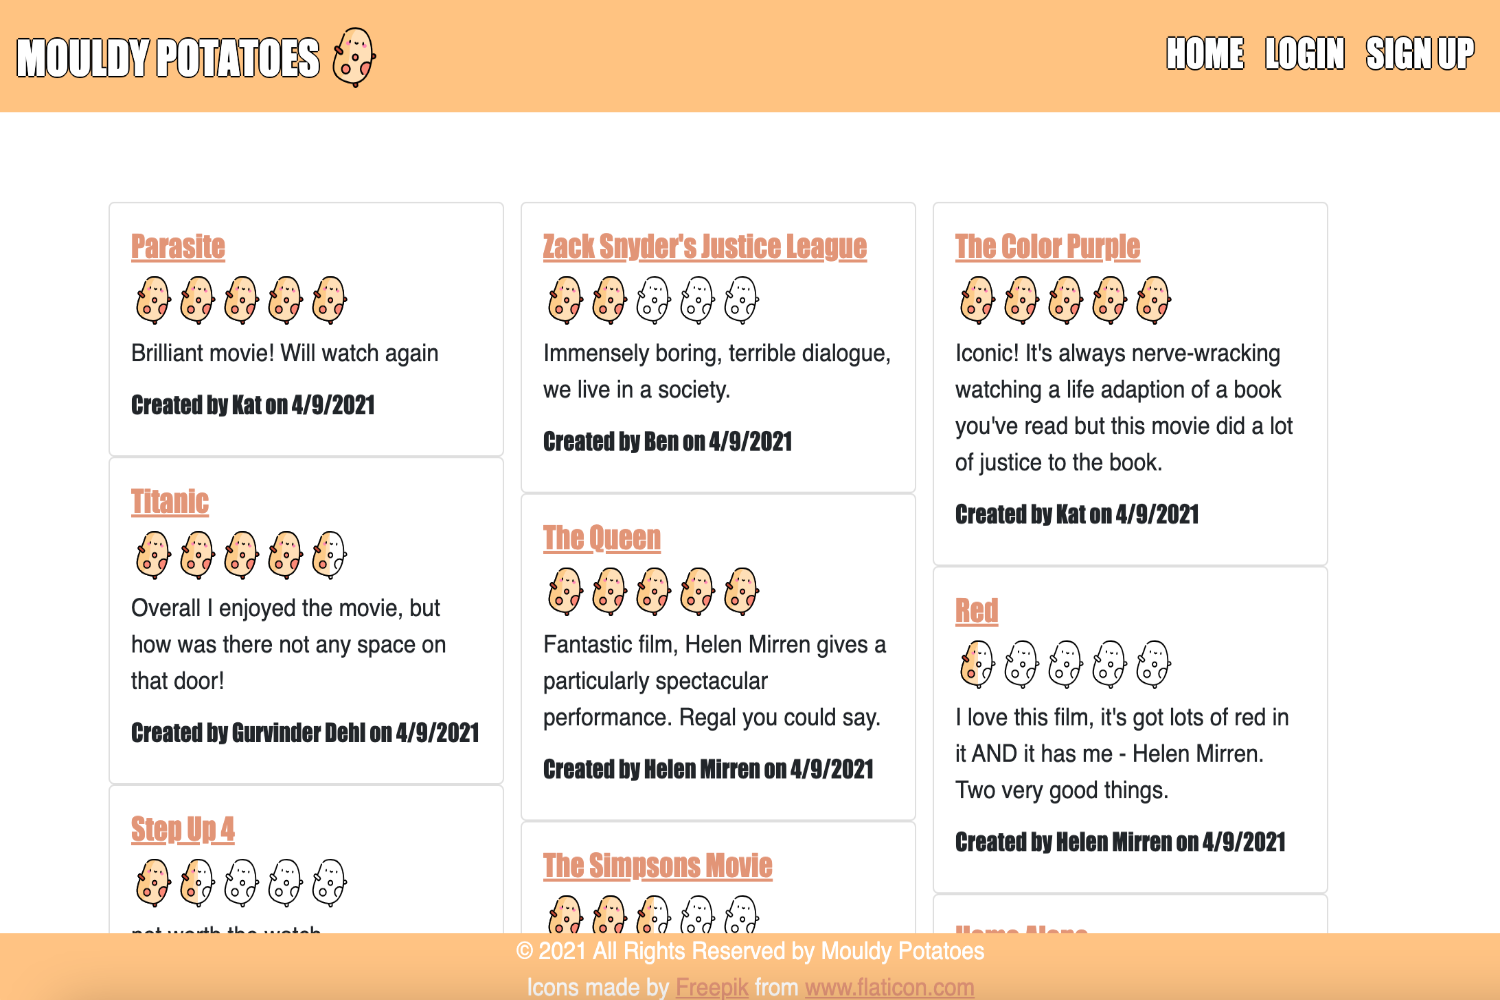 MOULDY POTATOES
HOME LOGIN SIGN UP
Parasite
Brilliant movie! Will watch again
Created by Kat on 4/9/2021
Titanic
Overall I enjoyed the movie, but
how was there not any space on
that door!
Created by Gurvinder Dehl on 4/9/2021
Step Up 4
not worth the watch
Zack Snyder's Justice League
Immensely boring, terrible dialogue,
we live in a society.
Created by Ben on 4/9/2021
The Queen
Fantastic film, Helen Mirren gives a
particularly spectacular
performance. Regal you could say.
Created by Helen Mirren on 4/9/2021
The Simpsons Movie
The Color Purple
Iconic! It's always nerve-wracking
watching a life adaption of a book
you've read but this movie did a lot
of justice to the book.
Created by Kat on 4/9/2021
Red
I love this film, it's got lots of red in
it AND it has me - Helen Mirren.
Two very good things.
Created by Helen Mirren on 4/9/2021
Home Alone
© 2021 All Rights Reserved by Mouldy Potatoes
Icons made by Freepik from www.flaticon.com